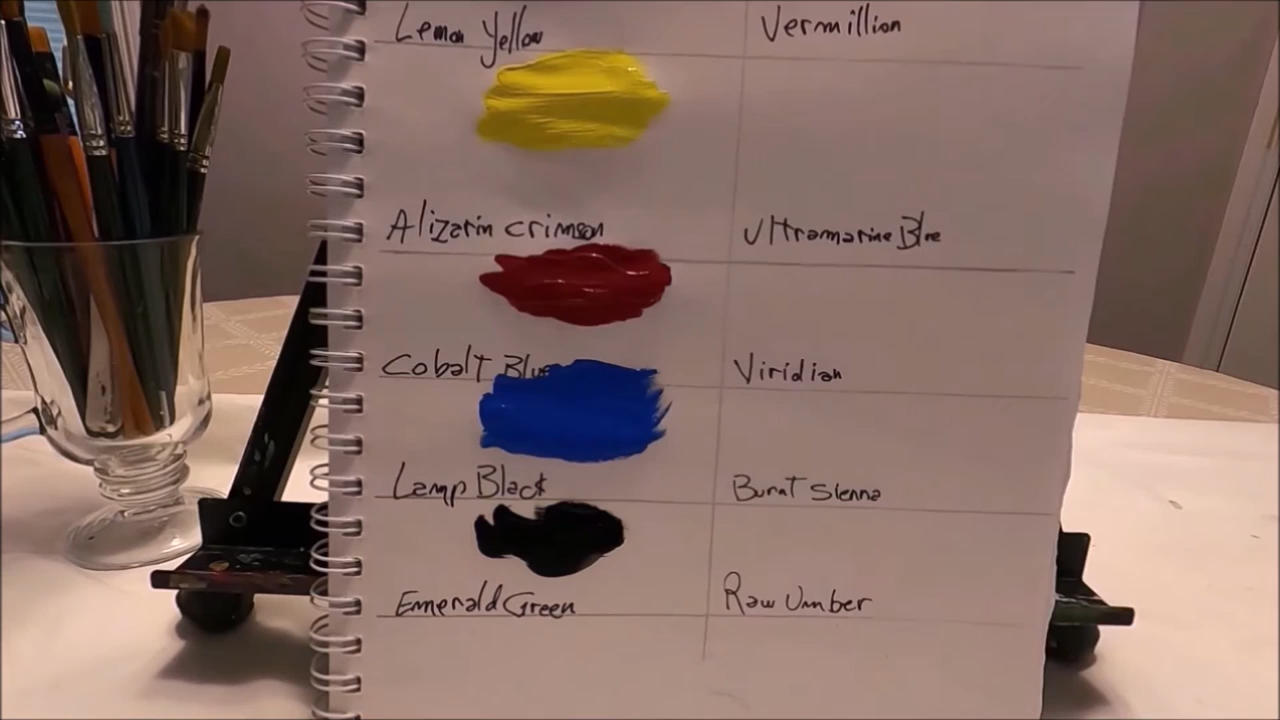 Lemon Yellow Vermillion
Alizarin crimson Ultramarine Blue
Cobalt Blue Viridian
Lamp Black Burnt Sienna
Emerald Green Raw Umber